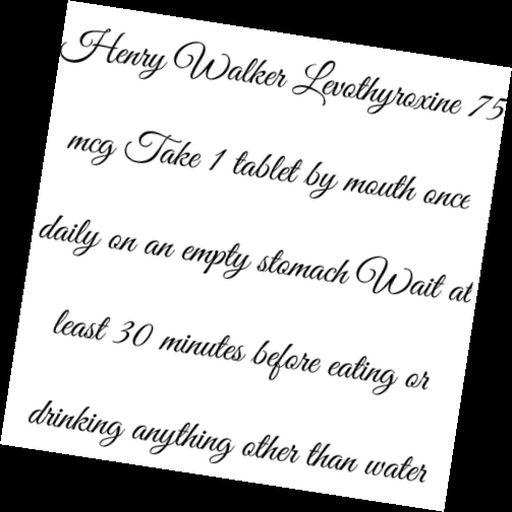 Henry Walker Levothyroxine 75
mcg Take 1 tablet by mouth once
daily on an empty stomach Wait at
least 30 minutes before eating or
drinking anything other than water